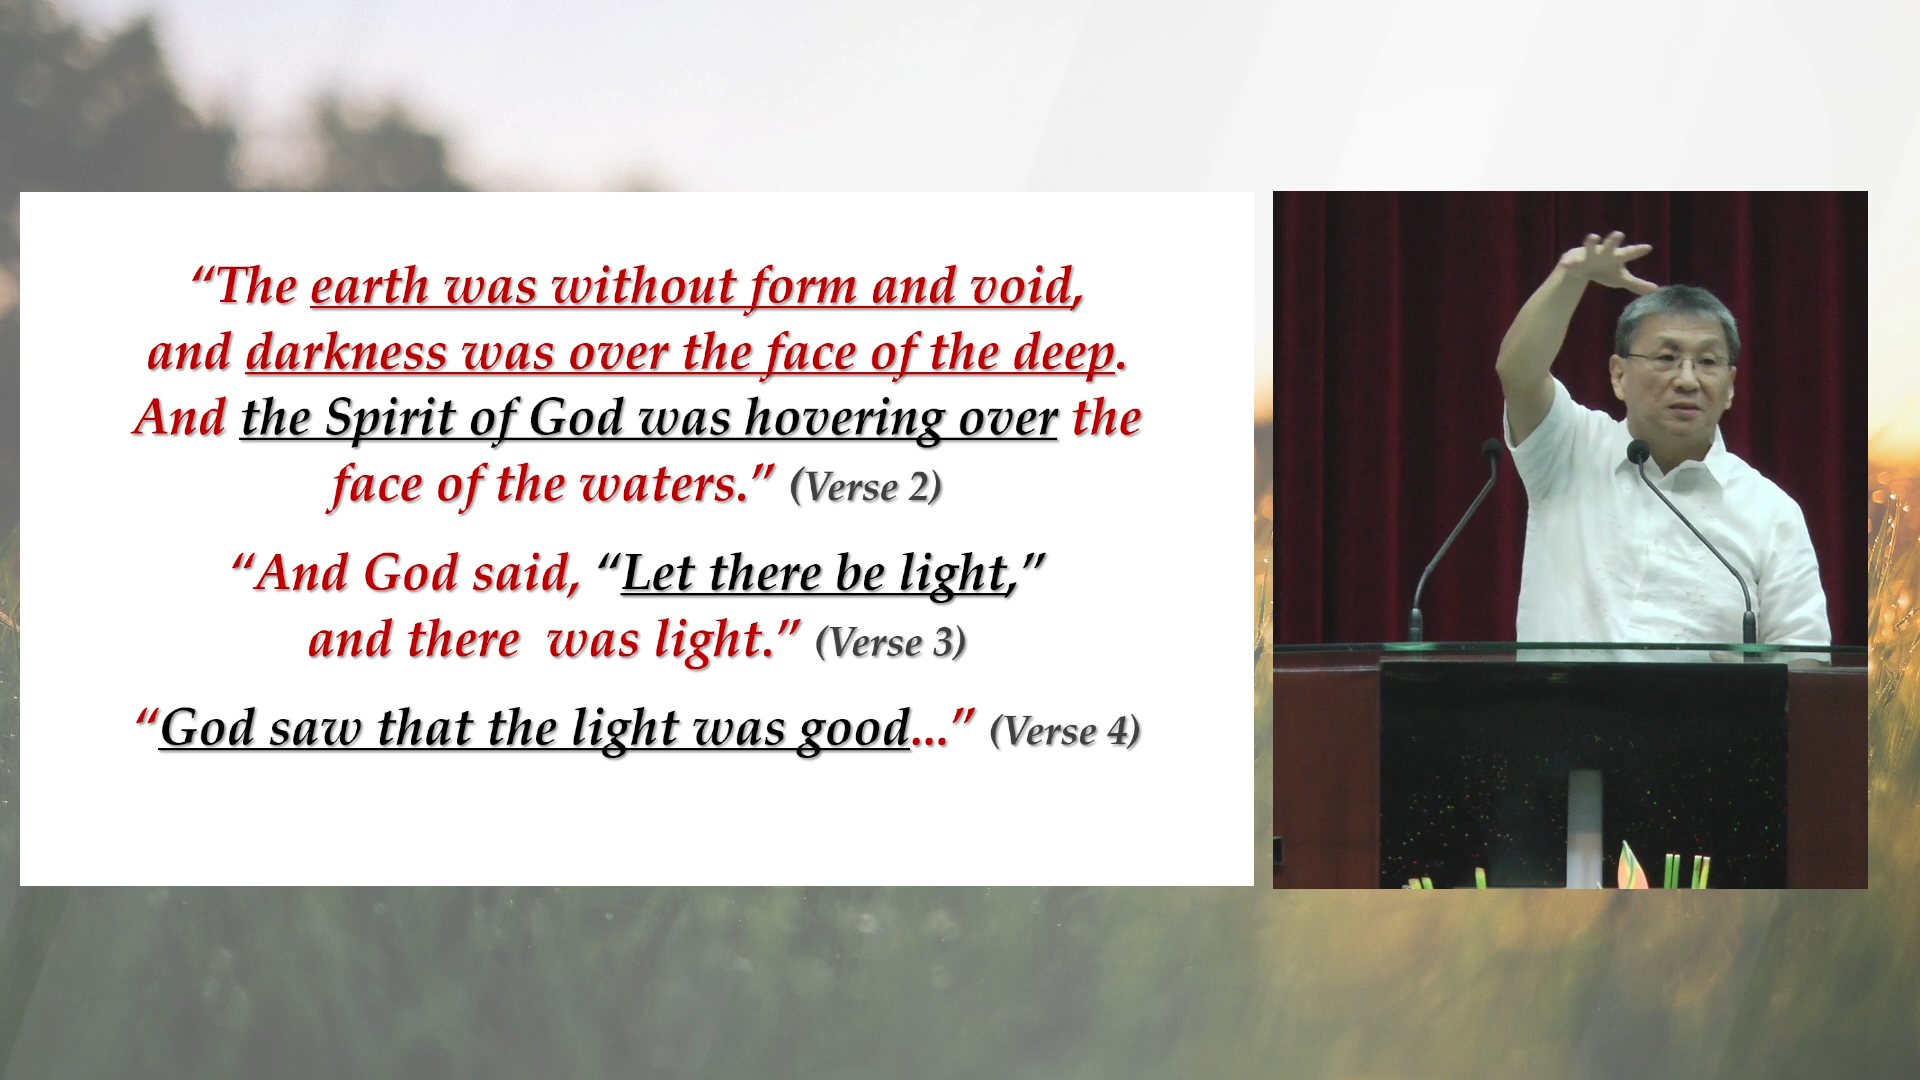 “The earth was without form and void,
and darkness was over the face of the deep.
And the Spirit of God was hovering over the
face of the waters.” (Verse 2)
“And God said, “Let there be light,”
and there was light.” (Verse 3)
“God saw that the light was good...” (Verse 4)